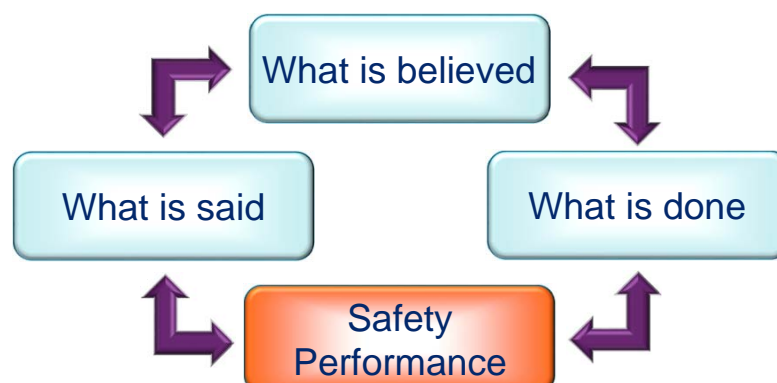 What is believed
What is said
What is done
Safety
Performance